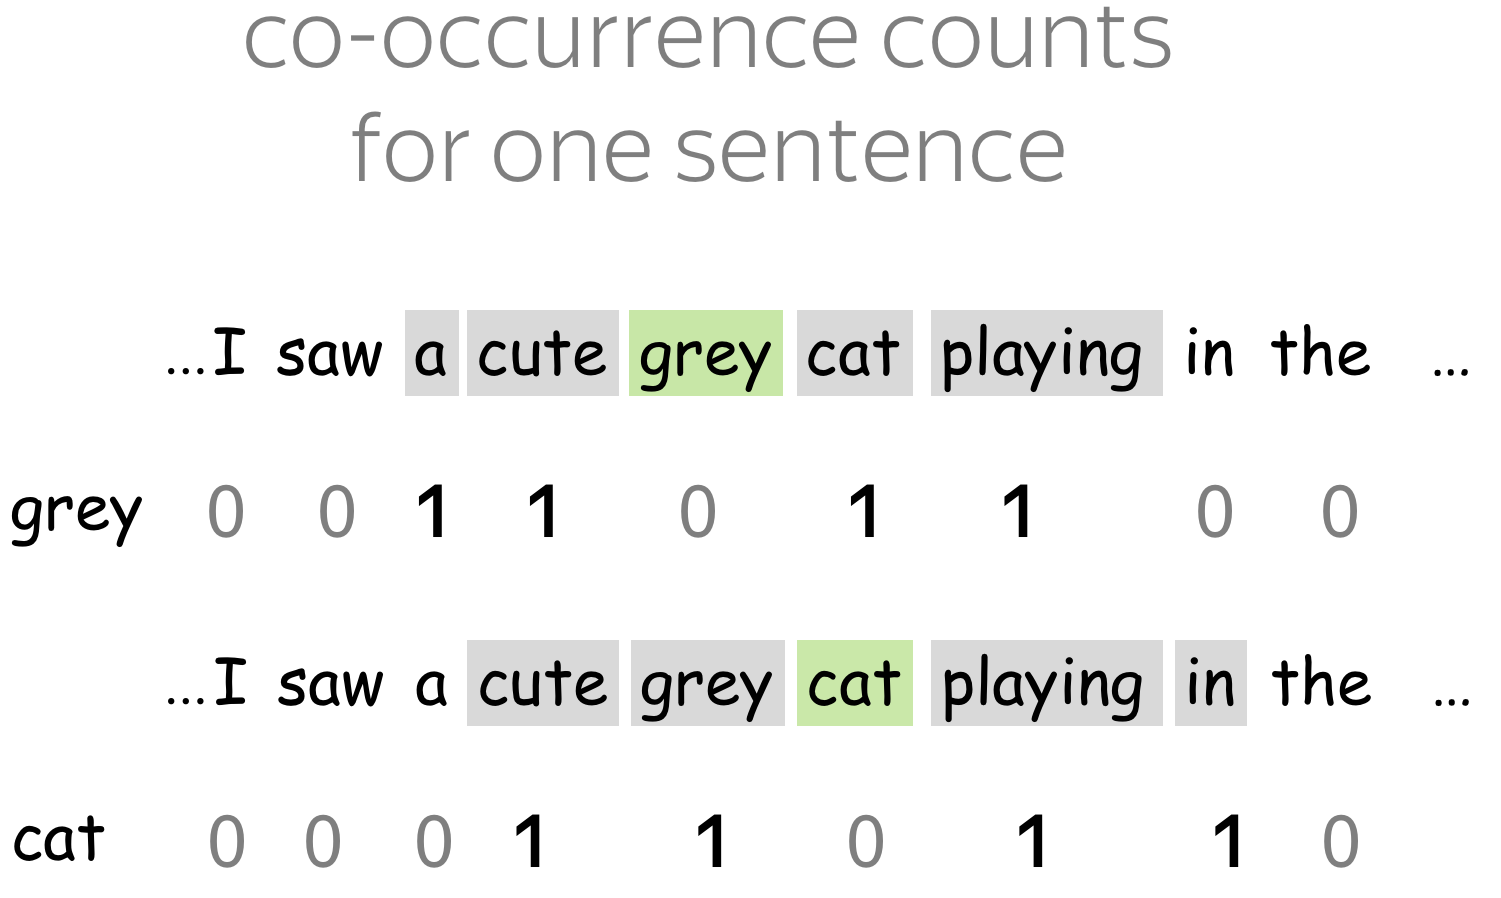 co-occurrence counts
for one sentence
...I saw a cute grey cat playing in the ...
grey 0 0 1 1 0 1 1 0 0
...I saw a cute grey cat playing in the ...
cat 0 0 0 1 1 0 1 1 0